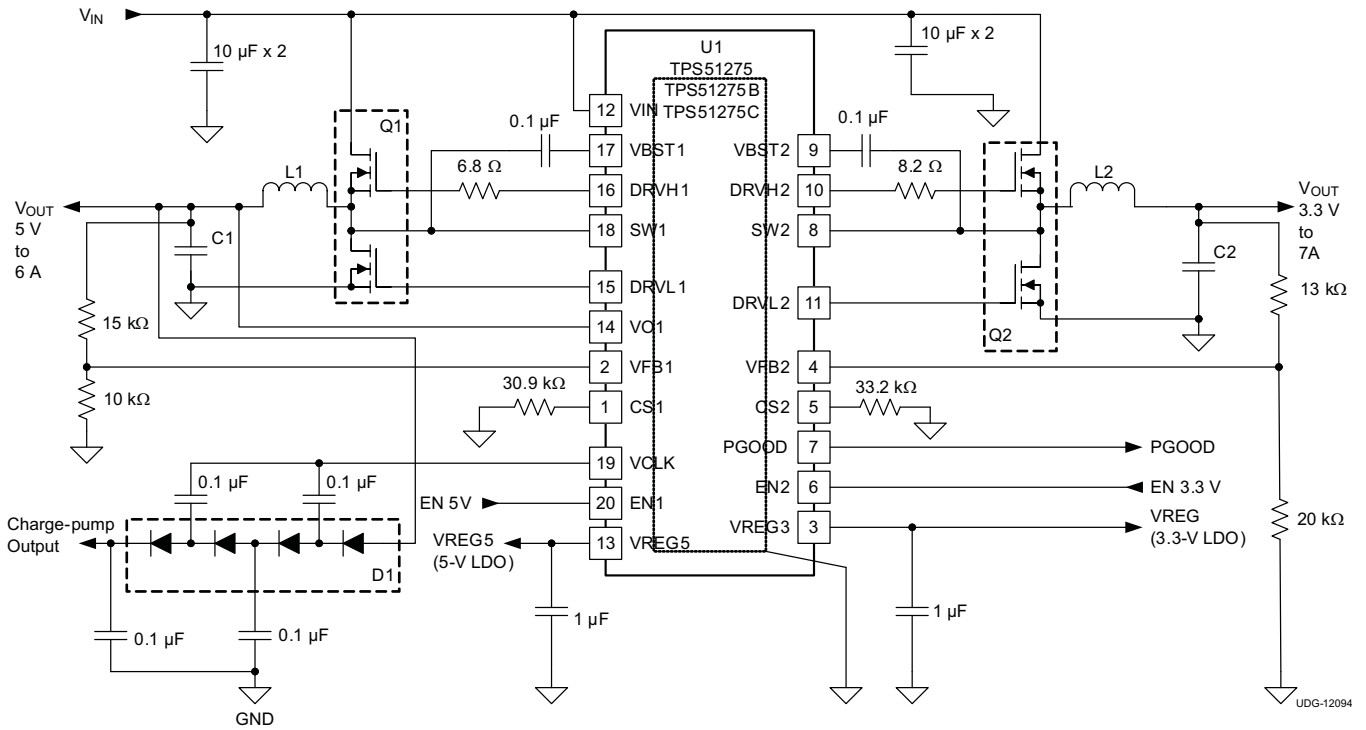 V_IN
10 µF x 2
10 µF x 2
U1
TPS51275
TPS51275B
TPS51275C
12 VIN
Q1
0.1 µF
17 VBST1
6.8 Ω
16 DRVH1
18 SW1
15 DRVL1
14 VO1
2 VFB1
1 CS1
30.9 kΩ
19 VCLK
20 EN1
EN 5V
13 VREG5
VREG5
(5-V LDO)
1 µF
L1
V_OUT
5 V
to
6 A
C1
15 kΩ
10 kΩ
0.1 µF
0.1 µF
Charge-pump
Output
D1
0.1 µF
0.1 µF
GND
0.1 µF
VBST2 9
8.2 Ω
DRVH2 10
SW2 8
DRVL2 11
Q2
VFB2 4
33.2 kΩ
CS2 5
PGOOD 7
PGOOD
EN2 6
EN 3.3 V
VREG3 3
VREG
(3.3-V LDO)
1 µF
L2
V_OUT
3.3 V
to
7A
C2
13 kΩ
20 kΩ
UDG-12094